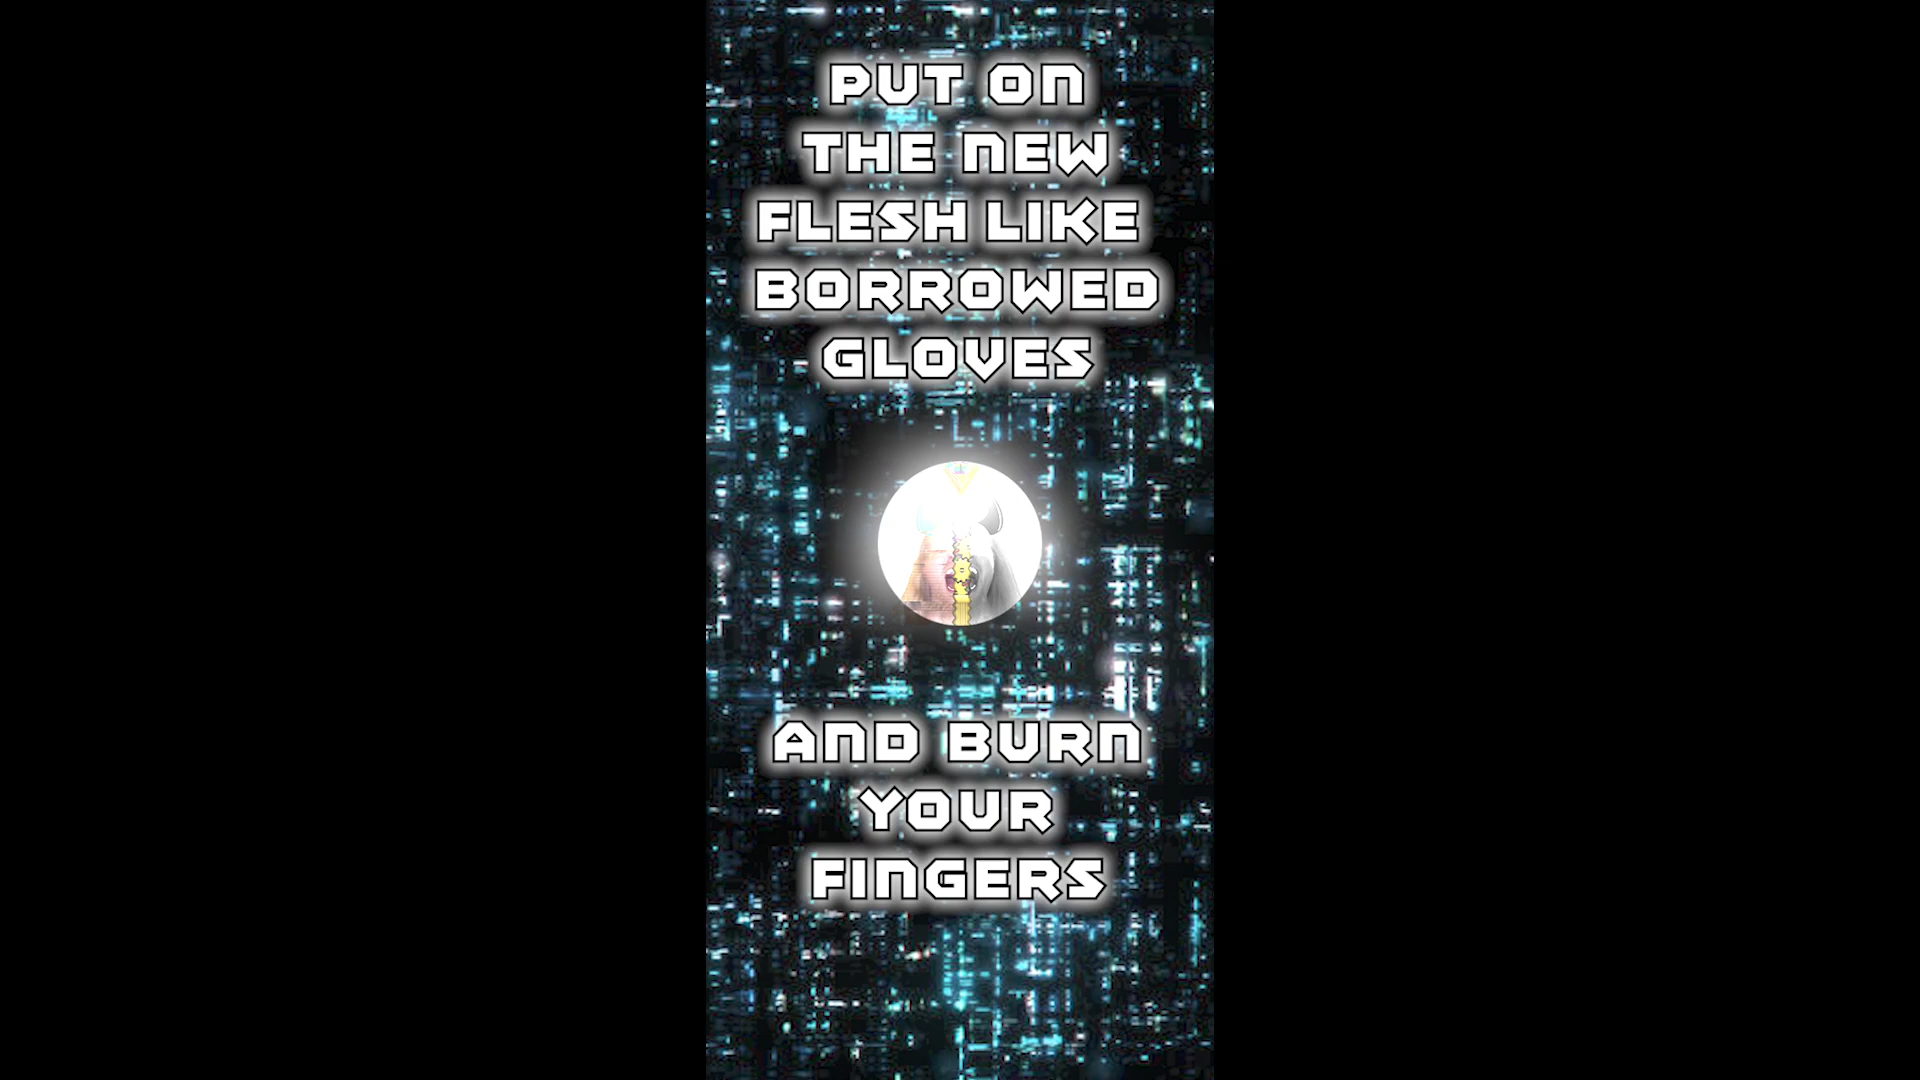 PUT ON
THE NEW
FLESH LIKE
BORROWED
GLOVES
AND BURN
YOUR
FINGERS